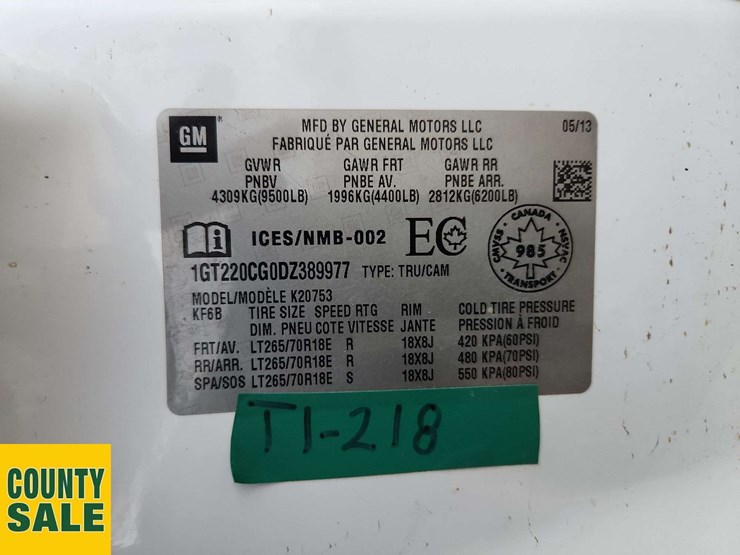 GM
MFD BY GENERAL MOTORS LLC 05/13
FABRIQUÉ PAR GENERAL MOTORS LLC
GVWR GAWR FRT GAWR RR
PNBV PNBE AV. PNBE ARR.
4309KG(9500LB) 1996KG(4400LB) 2812KG(6200LB)
ICES/NMB-002 EC
CANADA
CMVSS 985 NSVAC
TRANSPORT
1GT220CG0DZ389977 TYPE: TRU/CAM
MODEL/MODÈLE K20753
KF6B TIRE SIZE SPEED RTG RIM COLD TIRE PRESSURE
DIM. PNEU COTE VITESSE JANTE PRESSION À FROID
FRT/AV. LT265/70R18E R 18X8J 420 KPA(60PSI)
RR/ARR. LT265/70R18E R 18X8J 480 KPA(70PSI)
SPA/SOS LT265/70R18E S 18X8J 550 KPA(80PSI)
T1-218
COUNTY
SALE